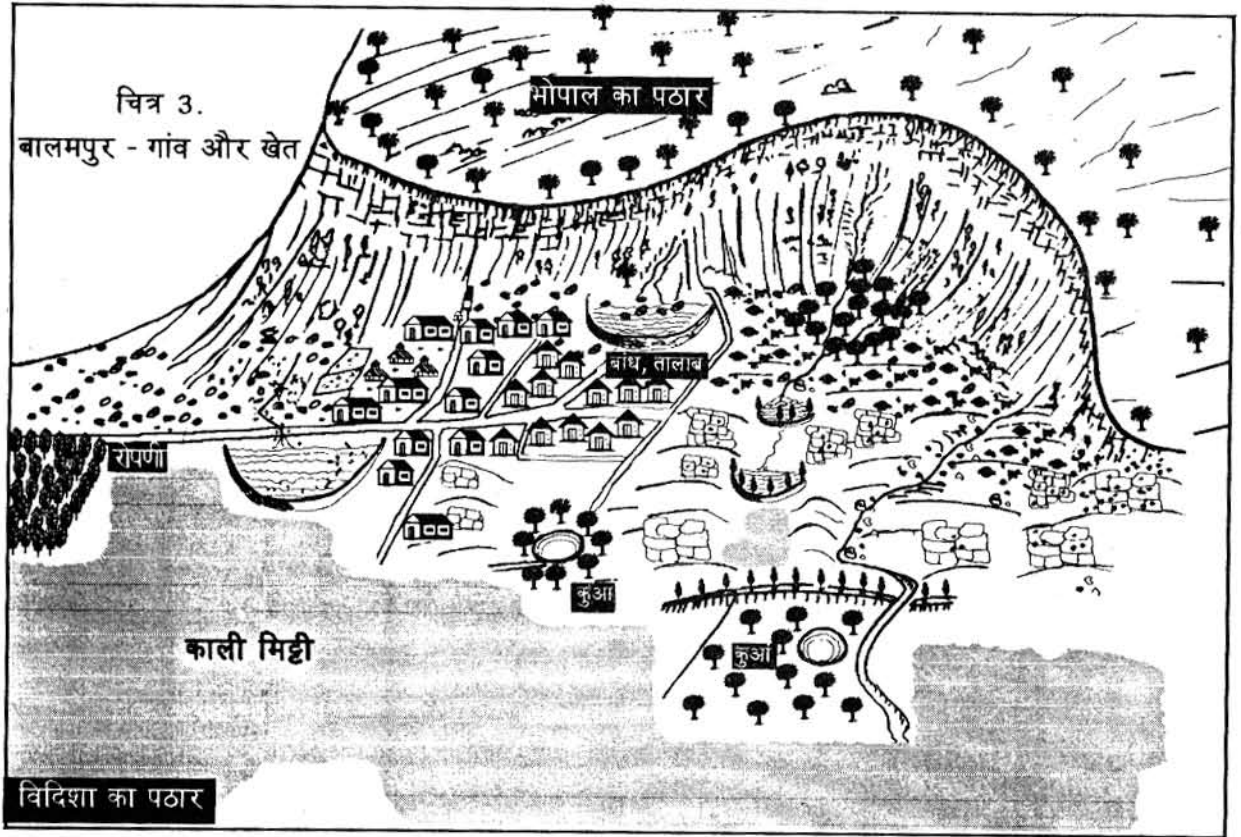 चित्र 3.
बालमपुर - गांव और खेत
भोपाल का पठार
बांध, तालाब
रोपणी
कुआं
काली मिट्टी
कुआं
विदिशा का पठार